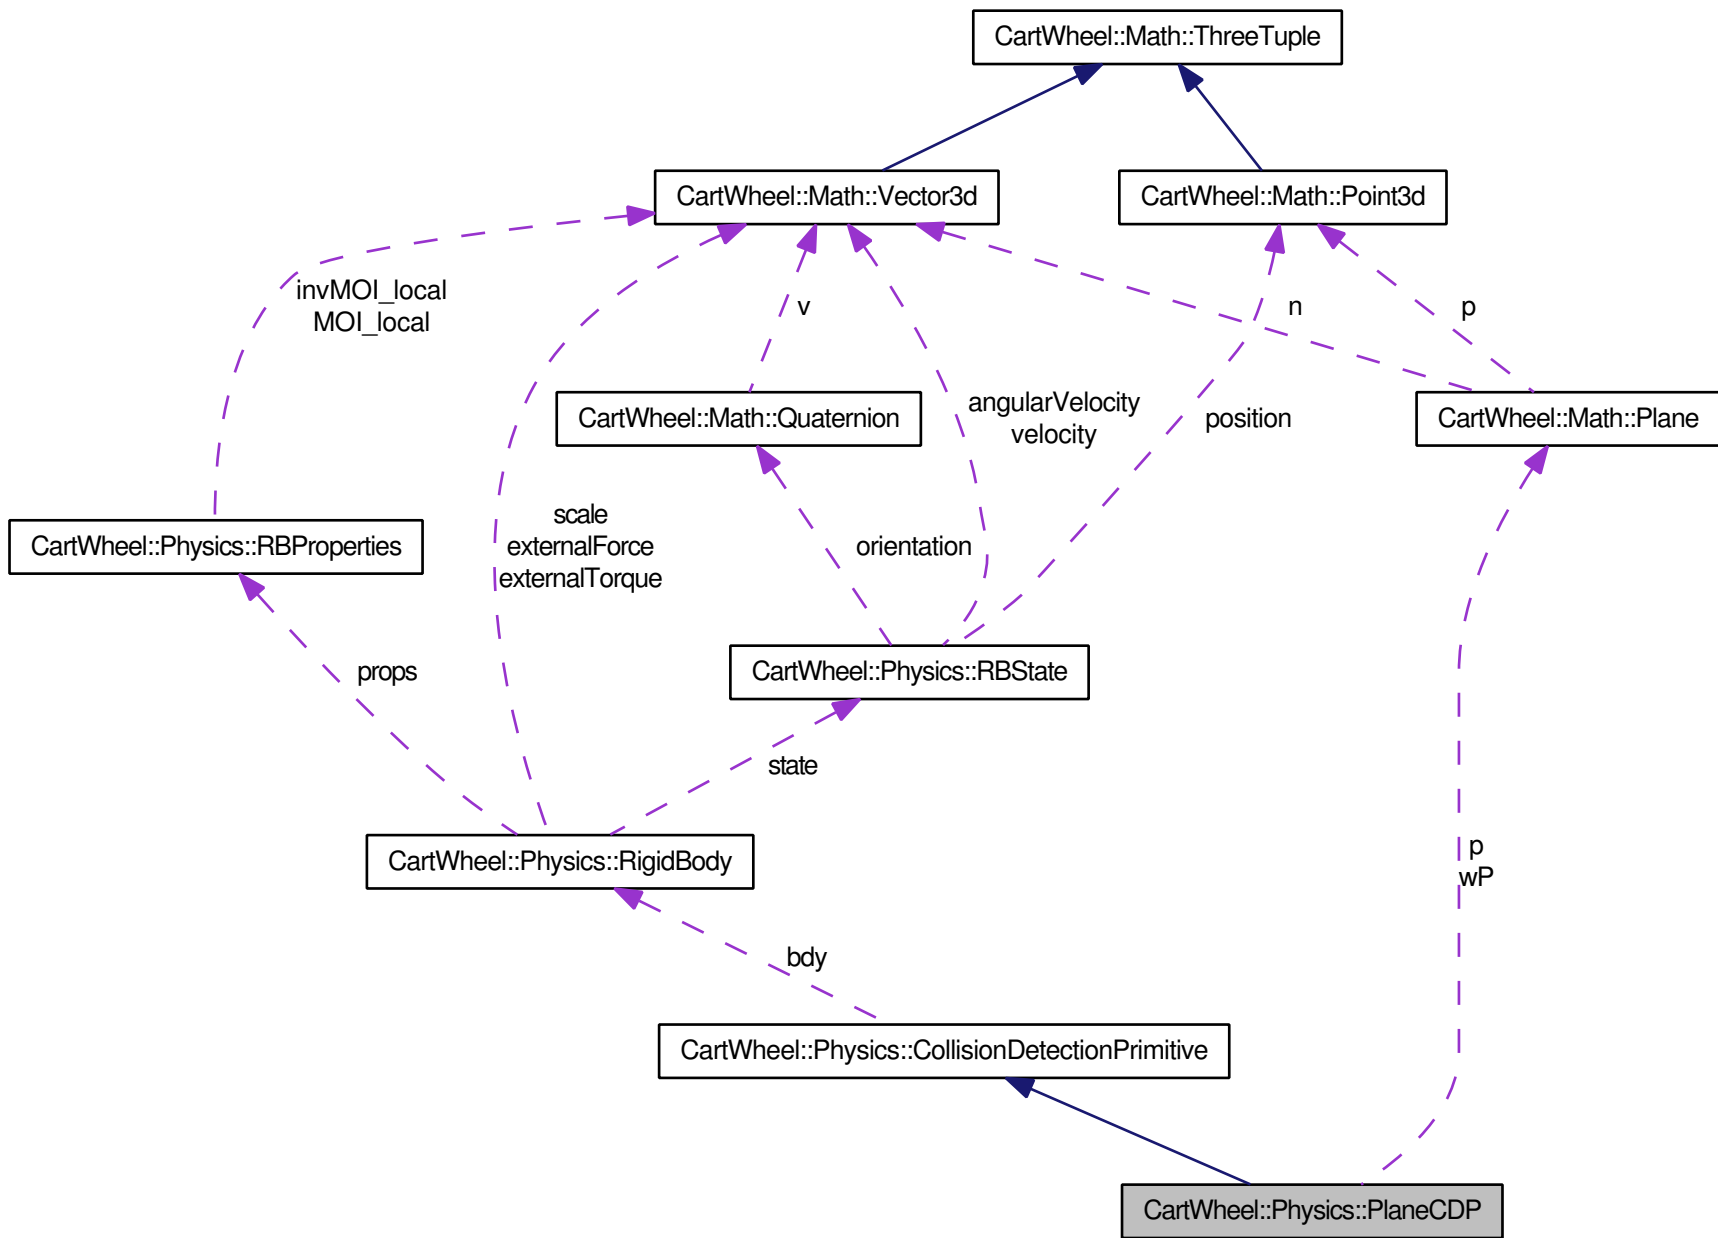 CartWheel::Math::ThreeTuple
CartWheel::Math::Vector3d
CartWheel::Math::Point3d
invMOI_local
MOI_local
v
n
p
CartWheel::Math::Quaternion
angularVelocity
velocity
position
CartWheel::Math::Plane
scale
externalForce
externalTorque
CartWheel::Physics::RBProperties
orientation
props
CartWheel::Physics::RBState
state
CartWheel::Physics::RigidBody
p
wP
bdy
CartWheel::Physics::CollisionDetectionPrimitive
CartWheel::Physics::PlaneCDP